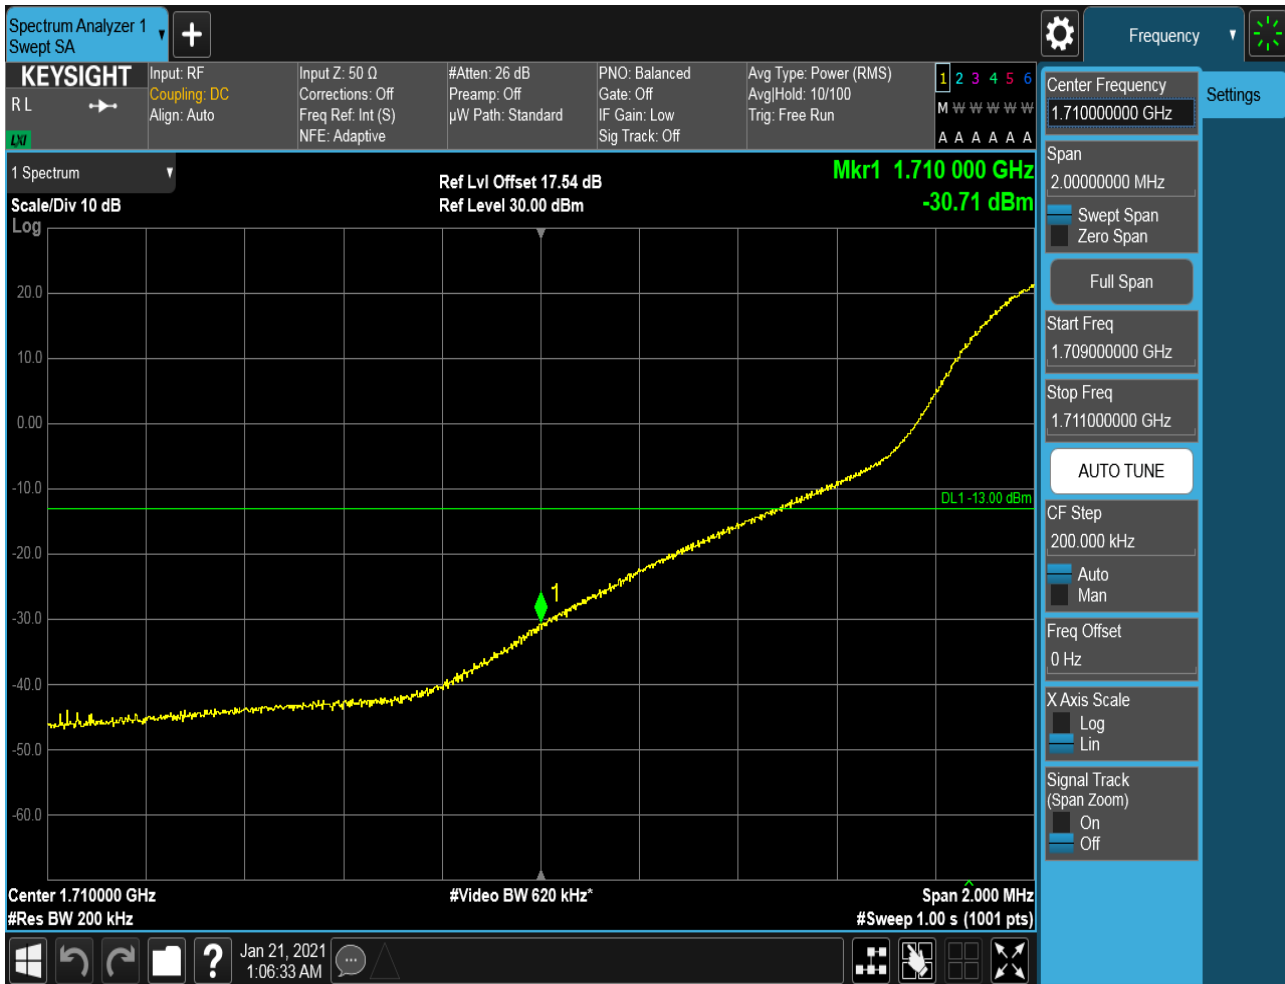 Spectrum Analyzer 1
Swept SA
Frequency
KEYSIGHT
R L
LXI
Input: RF
Coupling: DC
Align: Auto
Input Z: 50 Ω
Corrections: Off
Freq Ref: Int (S)
NFE: Adaptive
#Atten: 26 dB
Preamp: Off
µW Path: Standard
PNO: Balanced
Gate: Off
IF Gain: Low
Sig Track: Off
Avg Type: Power (RMS)
Avg|Hold: 10/100
Trig: Free Run
1 2 3 4 5 6
M W W W W W
A A A A A A
Center Frequency
1.710000000 GHz
Settings
Span
2.00000000 MHz
Swept Span
Zero Span
Full Span
Start Freq
1.709000000 GHz
Stop Freq
1.711000000 GHz
AUTO TUNE
CF Step
200.000 kHz
Auto
Man
Freq Offset
0 Hz
X Axis Scale
Log
Lin
Signal Track
(Span Zoom)
On
Off
1 Spectrum
Scale/Div 10 dB
Log
Ref Lvl Offset 17.54 dB
Ref Level 30.00 dBm
Mkr1 1.710 000 GHz
-30.71 dBm
20.0
10.0
0.00
-10.0
-20.0
-30.0
-40.0
-50.0
-60.0
DL1 -13.00 dBm
1
Center 1.710000 GHz
#Res BW 200 kHz
#Video BW 620 kHz*
Span 2.000 MHz
#Sweep 1.00 s (1001 pts)
?
Jan 21, 2021
1:06:33 AM